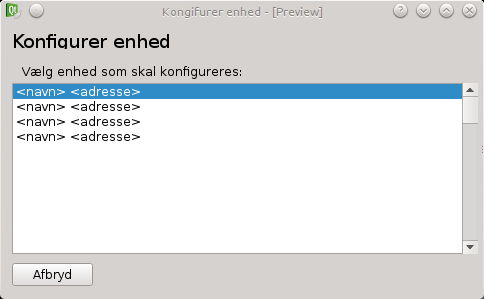 Kongifurer enhed - [Preview]
Konfigurer enhed
Vælg enhed som skal konfigureres:
<navn> <adresse>
<navn> <adresse>
<navn> <adresse>
<navn> <adresse>
Afbryd